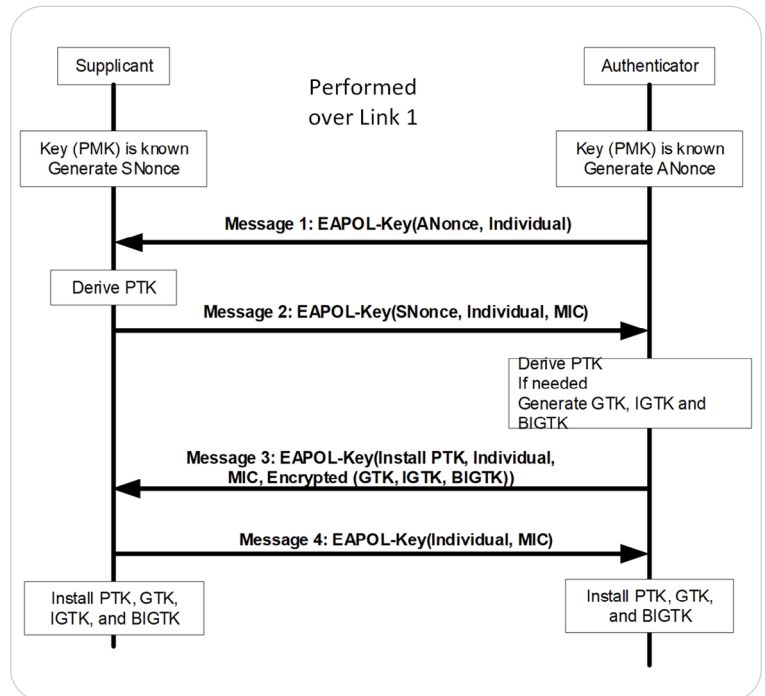 Supplicant
Authenticator
Performed
over Link 1
Key (PMK) is known
Generate SNonce
Key (PMK) is known
Generate ANonce
Message 1: EAPOL-Key(ANonce, Individual)
Derive PTK
Message 2: EAPOL-Key(SNonce, Individual, MIC)
Derive PTK
If needed
Generate GTK, IGTK and
BIGTK
Message 3: EAPOL-Key(Install PTK, Individual,
MIC, Encrypted (GTK, IGTK, BIGTK))
Message 4: EAPOL-Key(Individual, MIC)
Install PTK, GTK,
IGTK, and BIGTK
Install PTK, GTK,
and BIGTK